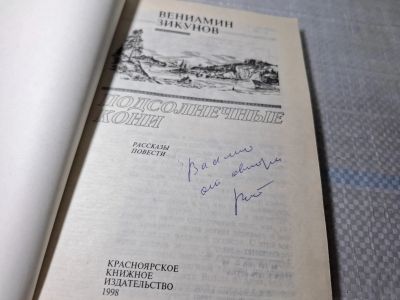 ВЕНИАМИН
ЗИКУНОВ
ПОДСОЛНЕЧНЫЕ
КОНИ
РАССКАЗЫ
ПОВЕСТИ
от автора
КРАСНОЯРСКОЕ
КНИЖНОЕ
ИЗДАТЕЛЬСТВО
1998